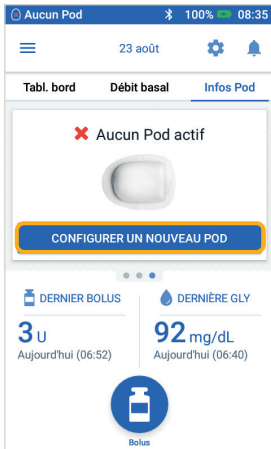 Aucun Pod 100% 08:35
23 août
Tabl. bord Débit basal Infos Pod
Aucun Pod actif
CONFIGURER UN NOUVEAU POD
DERNIER BOLUS DERNIÈRE GLY
3 U 92 mg/dL
Aujourd'hui (06:52) Aujourd'hui (06:40)
Bolus